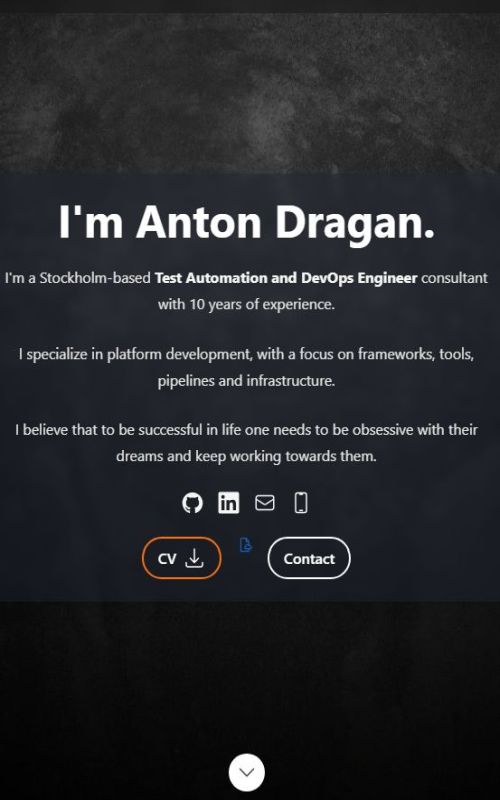 I'm Anton Dragan.
I'm a Stockholm-based Test Automation and DevOps Engineer consultant
with 10 years of experience.
I specialize in platform development, with a focus on frameworks, tools,
pipelines and infrastructure.
I believe that to be successful in life one needs to be obsessive with their
dreams and keep working towards them.
in
CV
Contact